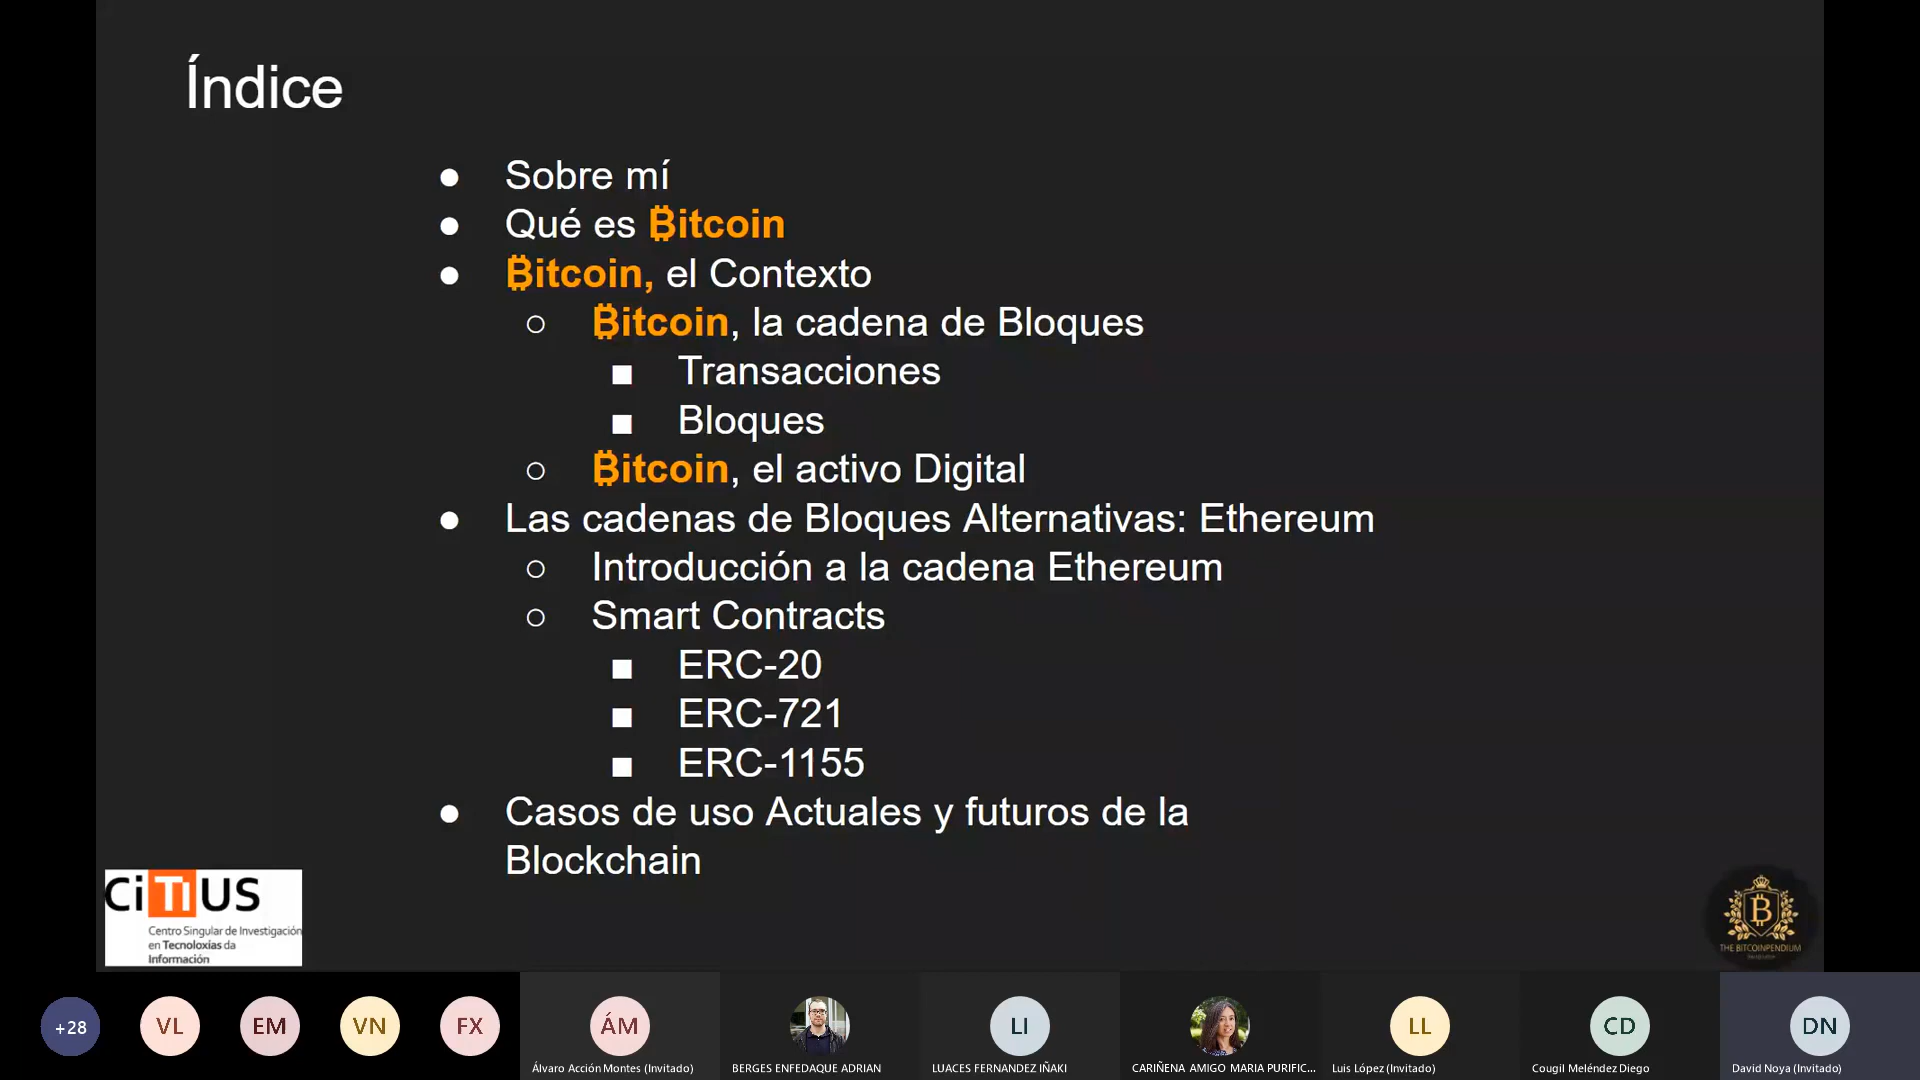 Índice
● Sobre mí
● Qué es ₿itcoin
● ₿itcoin, el Contexto
○ ₿itcoin, la cadena de Bloques
■ Transacciones
■ Bloques
○ ₿itcoin, el activo Digital
● Las cadenas de Bloques Alternativas: Ethereum
○ Introducción a la cadena Ethereum
○ Smart Contracts
■ ERC-20
■ ERC-721
■ ERC-1155
● Casos de uso Actuales y futuros de la
Blockchain
CiTIUS
Centro Singular de Investigación
en Tecnoloxías da
Información
B
THE BITCOINPENDIUM
+28
VL
EM
VN
FX
ÁM
LI
LL
CD
DN
Álvaro Acción Montes (Invitado)
BERGES ENFEDAQUE ADRIAN
LUACES FERNANDEZ IÑAKI
CARIÑENA AMIGO MARIA PURIFIC...
Luis López (Invitado)
Cougil Meléndez Diego
David Noya (Invitado)